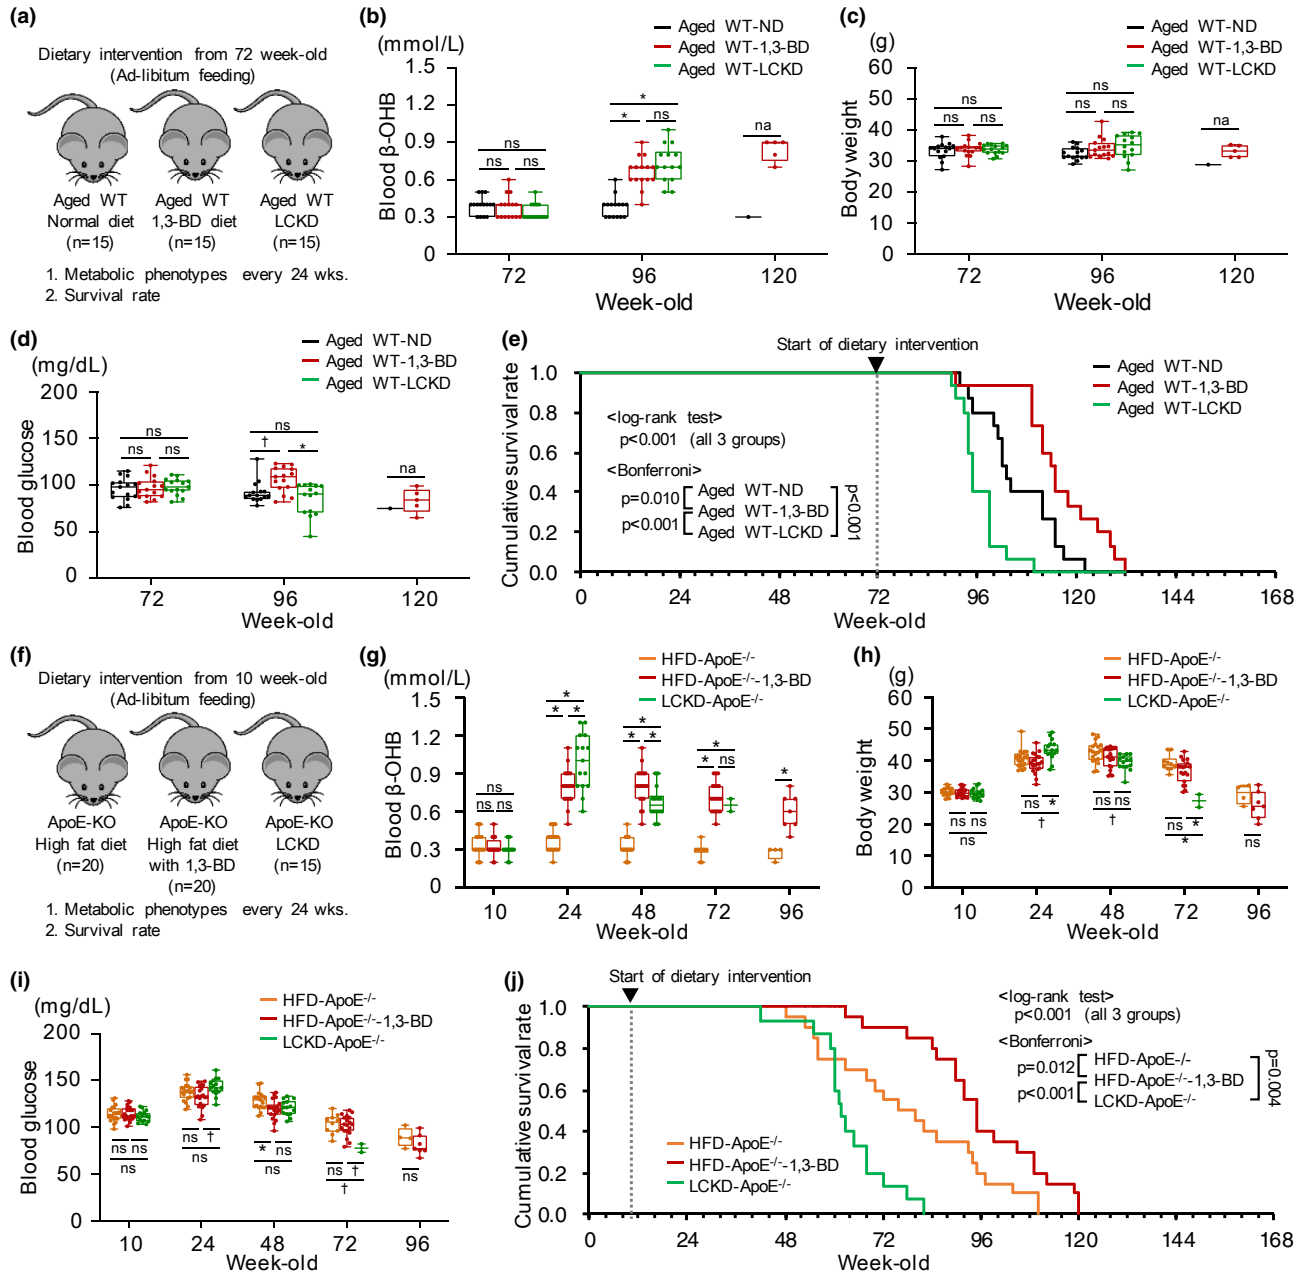 (a)
Dietary intervention from 72 week-old
(Ad-libitum feeding)
Aged WT Normal diet (n=15)
Aged WT 1,3-BD diet (n=15)
Aged WT LCKD (n=15)
1. Metabolic phenotypes every 24 wks.
2. Survival rate
(b)
(mmol/L)
Aged WT-ND
Aged WT-1,3-BD
Aged WT-LCKD
Blood β-OHB
1.5
1.2
0.9
0.6
0.3
0
ns
ns ns
*
* ns
na
72 96 120
Week-old
(c)
(g)
Aged WT-ND
Aged WT-1,3-BD
Aged WT-LCKD
Body weight
60
50
40
30
20
10
0
ns
ns ns
ns
ns ns
na
72 96 120
Week-old
(d)
(mg/dL)
Aged WT-ND
Aged WT-1,3-BD
Aged WT-LCKD
Blood glucose
200
150
100
50
0
ns
ns ns
ns
† *
na
72 96 120
Week-old
(e)
Start of dietary intervention
Aged WT-ND
Aged WT-1,3-BD
Aged WT-LCKD
Cumulative survival rate
1.0
0.8
0.6
0.4
0.2
0.0
<log-rank test>
p<0.001 (all 3 groups)
<Bonferroni>
p=0.010
p<0.001
Aged WT-ND
Aged WT-1,3-BD
Aged WT-LCKD
p<0.001
0 24 48 72 96 120 144 168
Week-old
(f)
Dietary intervention from 10 week-old
(Ad-libitum feeding)
ApoE-KO High fat diet (n=20)
ApoE-KO High fat diet with 1,3-BD (n=20)
ApoE-KO LCKD (n=15)
1. Metabolic phenotypes every 24 wks.
2. Survival rate
(g)
(mmol/L)
HFD-ApoE-/-
HFD-ApoE-/--1,3-BD
LCKD-ApoE-/-
Blood β-OHB
1.5
1.2
0.9
0.6
0.3
0
ns
ns ns
*
* *
*
* *
*
* ns
*
10 24 48 72 96
Week-old
(h)
(g)
HFD-ApoE-/-
HFD-ApoE-/--1,3-BD
LCKD-ApoE-/-
Body weight
60
50
40
30
20
10
0
ns ns
ns
ns *
†
ns ns
†
ns *
*
ns
10 24 48 72 96
Week-old
(i)
(mg/dL)
HFD-ApoE-/-
HFD-ApoE-/--1,3-BD
LCKD-ApoE-/-
Blood glucose
200
150
100
50
0
ns ns
ns
ns †
ns
* ns
ns
ns †
†
ns
10 24 48 72 96
Week-old
(j)
Start of dietary intervention
Cumulative survival rate
1.0
0.8
0.6
0.4
0.2
0.0
<log-rank test>
p<0.001 (all 3 groups)
<Bonferroni>
p=0.012
p<0.001
HFD-ApoE-/-
HFD-ApoE-/--1,3-BD
LCKD-ApoE-/-
p=0.004
HFD-ApoE-/-
HFD-ApoE-/--1,3-BD
LCKD-ApoE-/-
0 24 48 72 96 120 144 168
Week-old